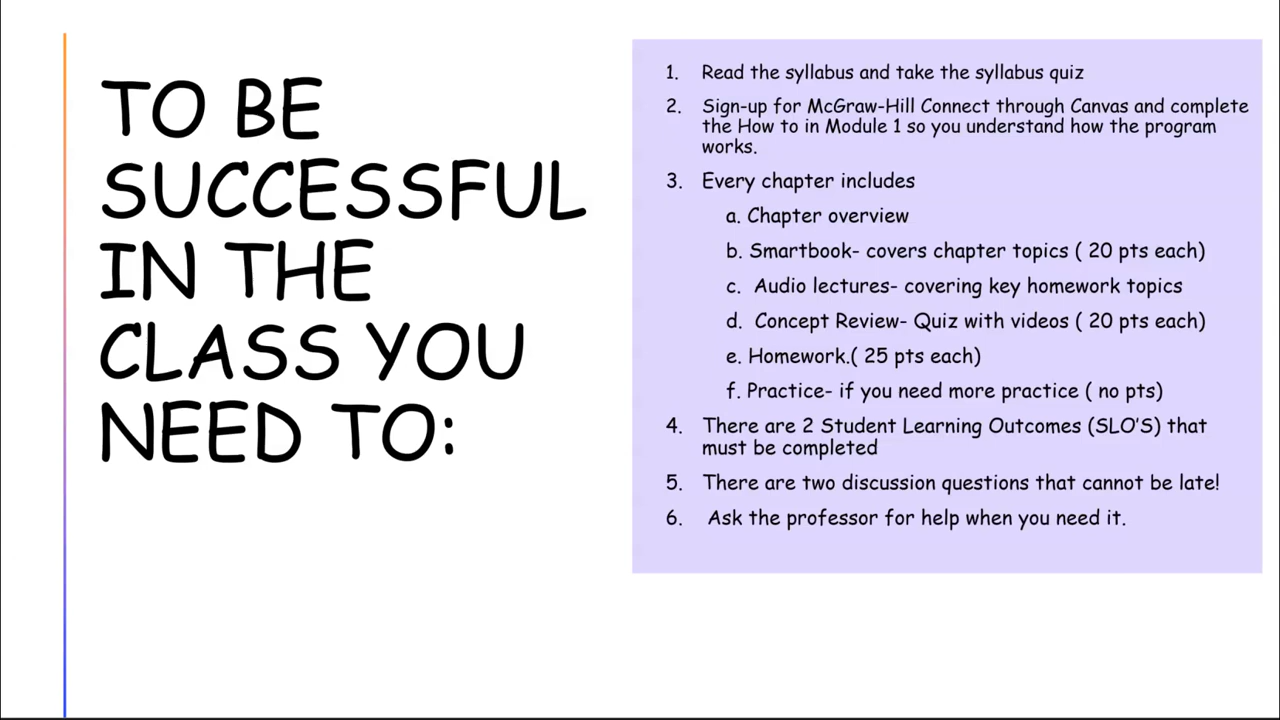 TO BE
SUCCESSFUL
IN THE
CLASS YOU
NEED TO:
1. Read the syllabus and take the syllabus quiz
2. Sign-up for McGraw-Hill Connect through Canvas and complete
the How to in Module 1 so you understand how the program
works.
3. Every chapter includes
a. Chapter overview
b. Smartbook- covers chapter topics ( 20 pts each)
c. Audio lectures- covering key homework topics
d. Concept Review- Quiz with videos ( 20 pts each)
e. Homework.( 25 pts each)
f. Practice- if you need more practice ( no pts)
4. There are 2 Student Learning Outcomes (SLO'S) that
must be completed
5. There are two discussion questions that cannot be late!
6. Ask the professor for help when you need it.